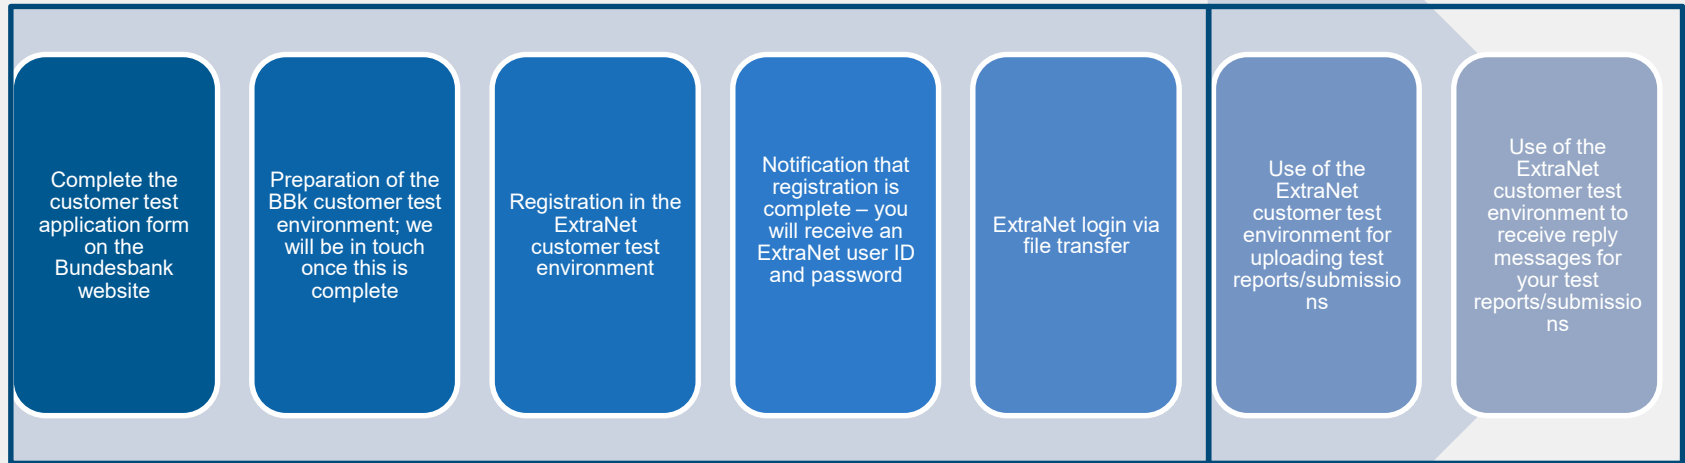 Complete the
customer test
application form
on the
Bundesbank
website
Preparation of the
BBk customer test
environment; we
will be in touch
once this is
complete
Registration in the
ExtraNet
customer test
environment
Notification that
registration is
complete – you
will receive an
ExtraNet user ID
and password
ExtraNet login via
file transfer
Use of the
ExtraNet
customer test
environment for
uploading test
reports/submissio
ns
Use of the
ExtraNet
customer test
environment to
receive reply
messages for
your test
reports/submissio
ns